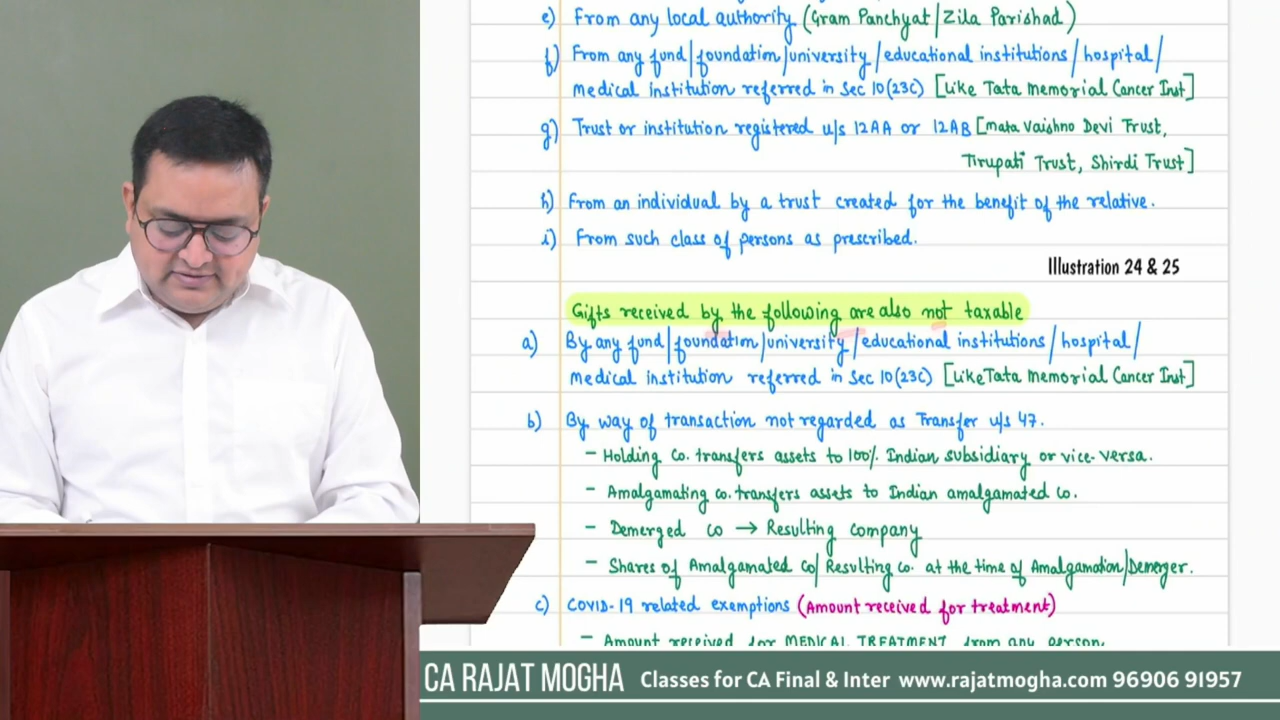 e) From any local authority (Gram Panchyat/Zila Parishad)
f) From any fund/foundation/university/educational institutions/hospital/
Medical institution referred in Sec 10(23C) [Like Tata Memorial Cancer Inst]
g) Trust or institution registered u/s 12AA or 12AB [Mata Vaishno Devi Trust,
Tirupati Trust, Shirdi Trust]
h) From an individual by a trust created for the benefit of the relative.
i) From such class of persons as prescribed.
Illustration 24 & 25
Gifts received by the following are also not taxable
a) By any fund/foundation/university/educational institutions/hospital/
Medical institution referred in Sec 10(23C) [Like Tata Memorial Cancer Inst]
b) By way of transaction not regarded as Transfer u/s 47.
- Holding Co. transfers assets to 100% Indian subsidiary or vice-versa.
- Amalgamating co. transfers assets to Indian amalgamated co.
- Demerged co → Resulting company
- Shares of Amalgamated Co/Resulting co. at the time of Amalgamation/Demerger.
c) COVID-19 related exemptions (Amount received for treatment)
- Amount received for MEDICAL TREATMENT from any person
CA RAJAT MOGHA Classes for CA Final & Inter www.rajatmogha.com 96906 91957